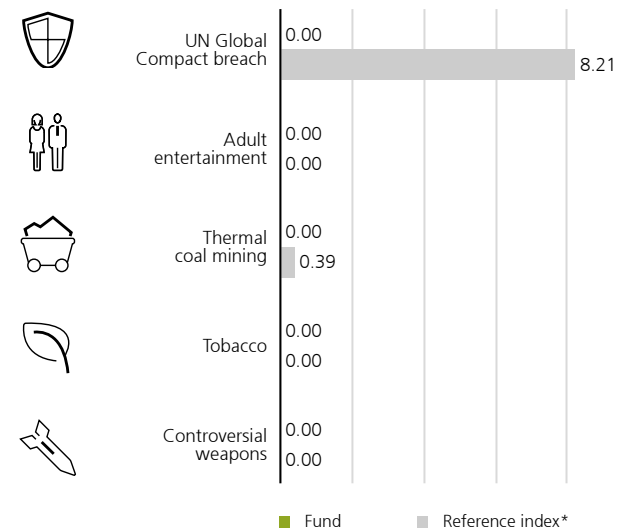 UN Global
Compact breach
0.00
8.21
Adult
entertainment
0.00
0.00
Thermal
coal mining
0.00
0.39
Tobacco
0.00
0.00
Controversial
weapons
0.00
0.00
Fund
Reference index*